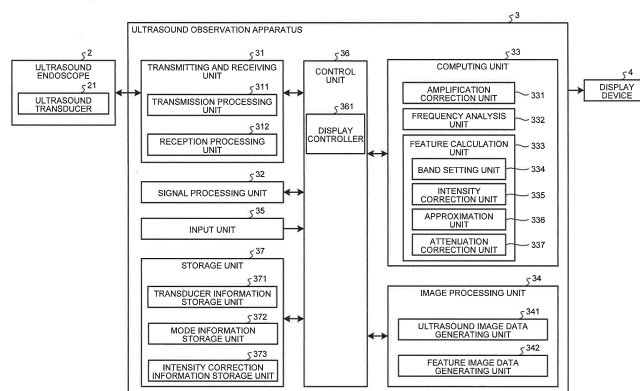 3
ULTRASOUND OBSERVATION APPARATUS
2
ULTRASOUND
ENDOSCOPE
21
ULTRASOUND
TRANSDUCER
31
TRANSMITTING AND RECEIVING
UNIT
311
TRANSMISSION PROCESSING
UNIT
312
RECEPTION PROCESSING
UNIT
32
SIGNAL PROCESSING UNIT
35
INPUT UNIT
37
STORAGE UNIT
371
TRANSDUCER INFORMATION
STORAGE UNIT
372
MODE INFORMATION
STORAGE UNIT
373
INTENSITY CORRECTION
INFORMATION STORAGE UNIT
36
CONTROL
UNIT
361
DISPLAY
CONTROLLER
33
COMPUTING UNIT
AMPLIFICATION
CORRECTION UNIT
331
FREQUENCY ANALYSIS
UNIT
332
FEATURE CALCULATION
UNIT
333
BAND SETTING UNIT
334
INTENSITY
CORRECTION UNIT
335
APPROXIMATION
UNIT
336
ATTENUATION
CORRECTION UNIT
337
34
IMAGE PROCESSING UNIT
341
ULTRASOUND IMAGE DATA
GENERATING UNIT
342
FEATURE IMAGE DATA
GENERATING UNIT
4
DISPLAY
DEVICE